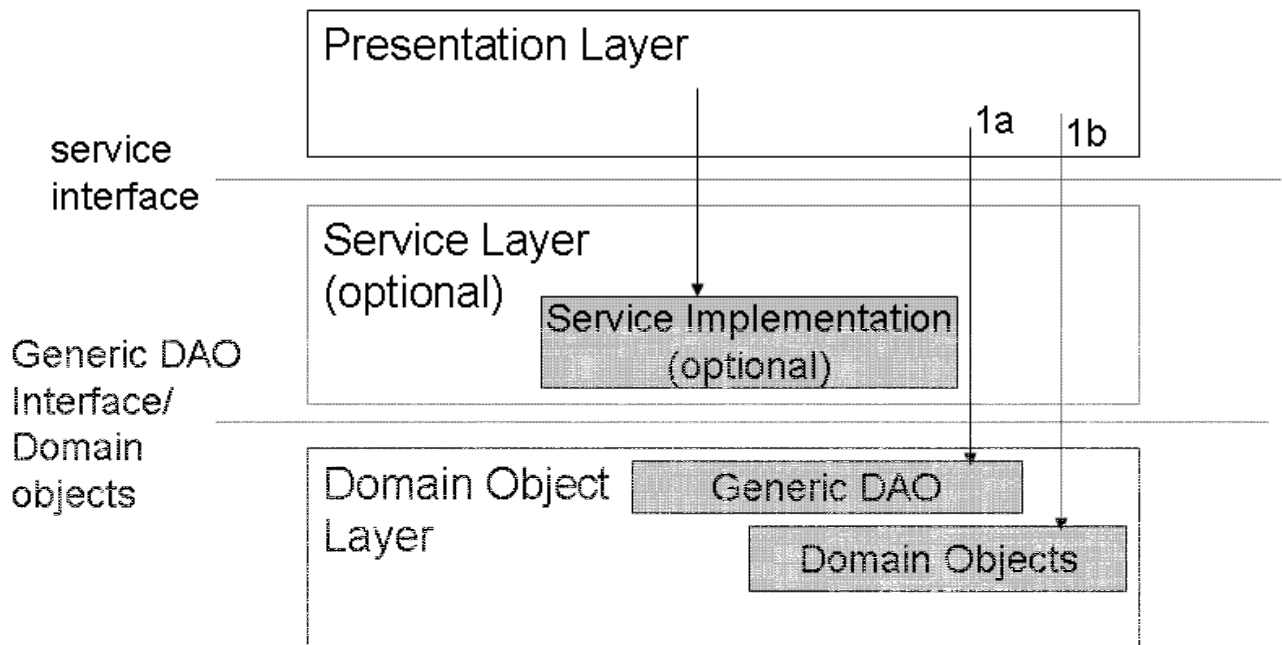 Presentation Layer
1a
1b
service
interface
Service Layer
(optional)
Service Implementation
(optional)
Generic DAO
Interface/
Domain
objects
Domain Object
Layer
Generic DAO
Domain Objects